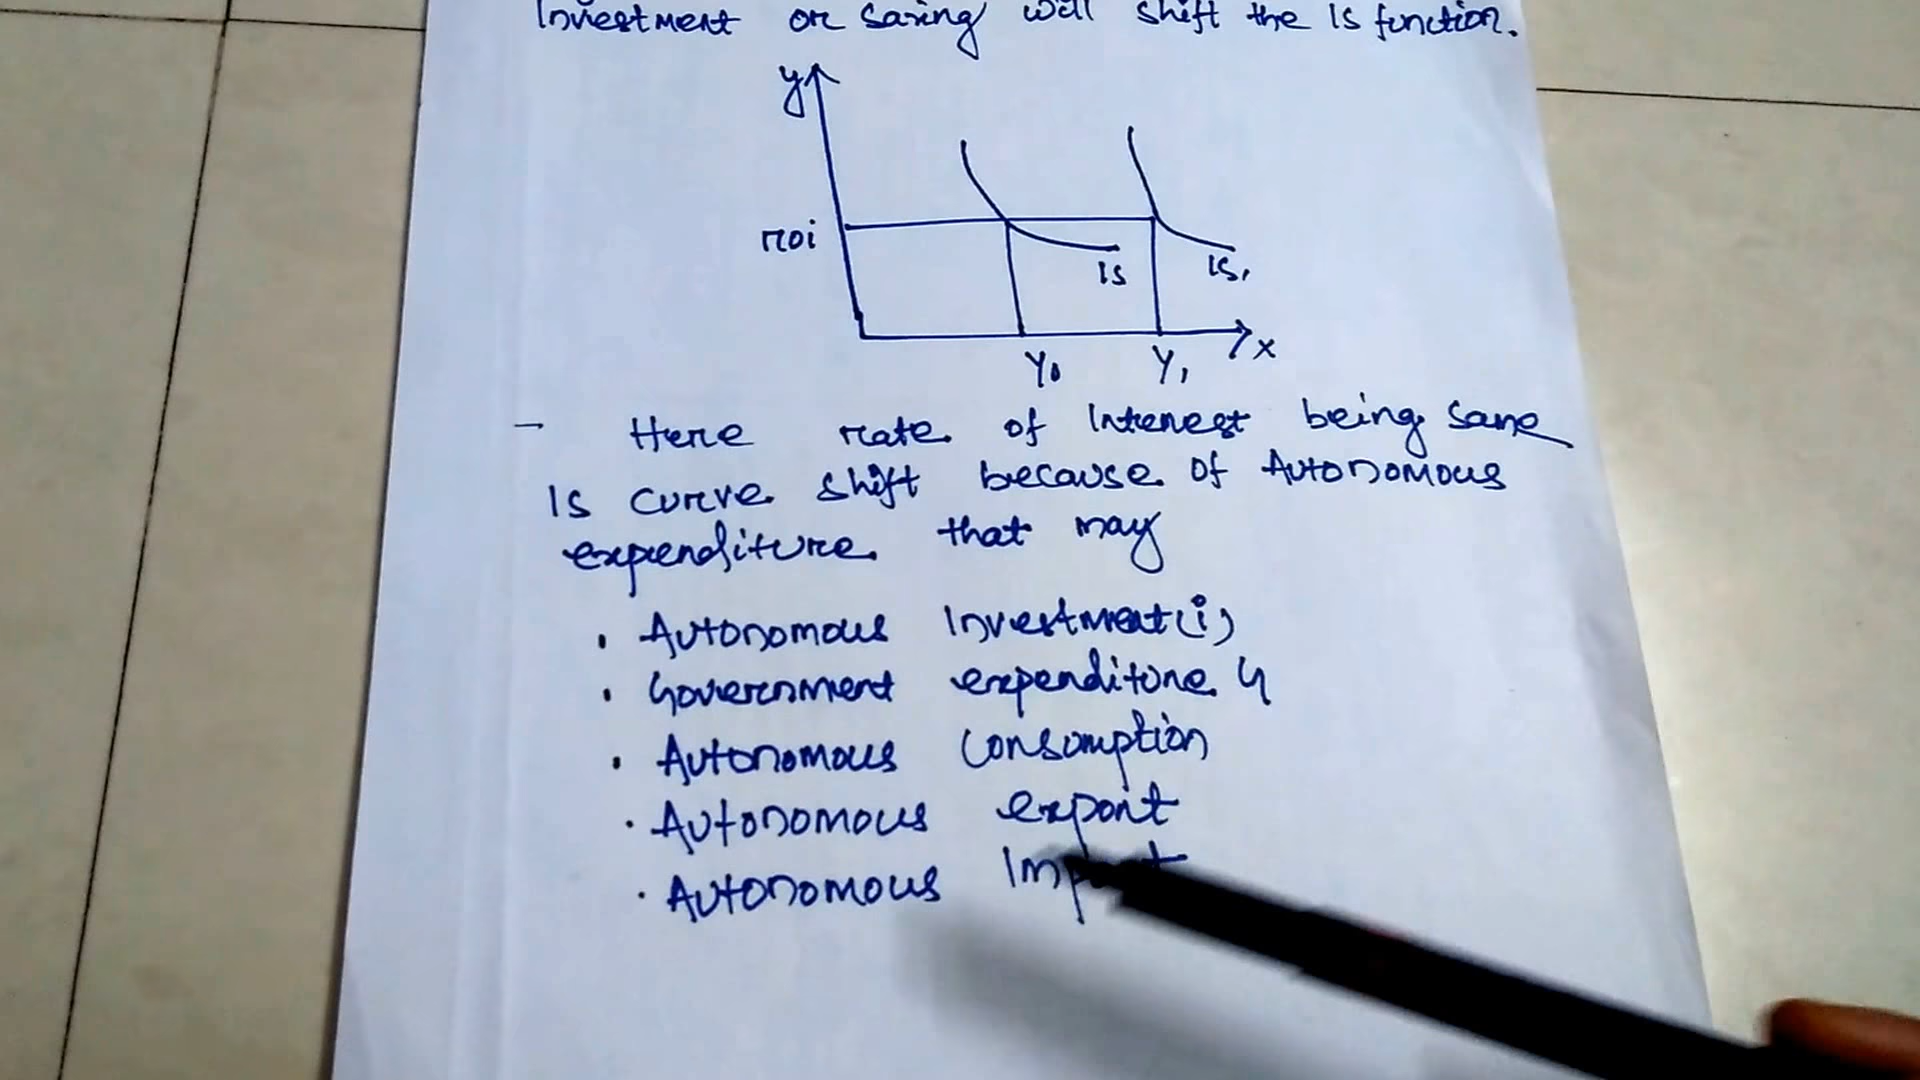 Investment or saving will shift the IS function.
y
roi
IS
IS₁
Y₀
Y₁
x
- Here rate of Interest being same
IS curve shift because of Autonomous
expenditure that may
. Autonomous Investment (i)
. Government expenditure G
. Autonomous Consumption
. Autonomous export
. Autonomous